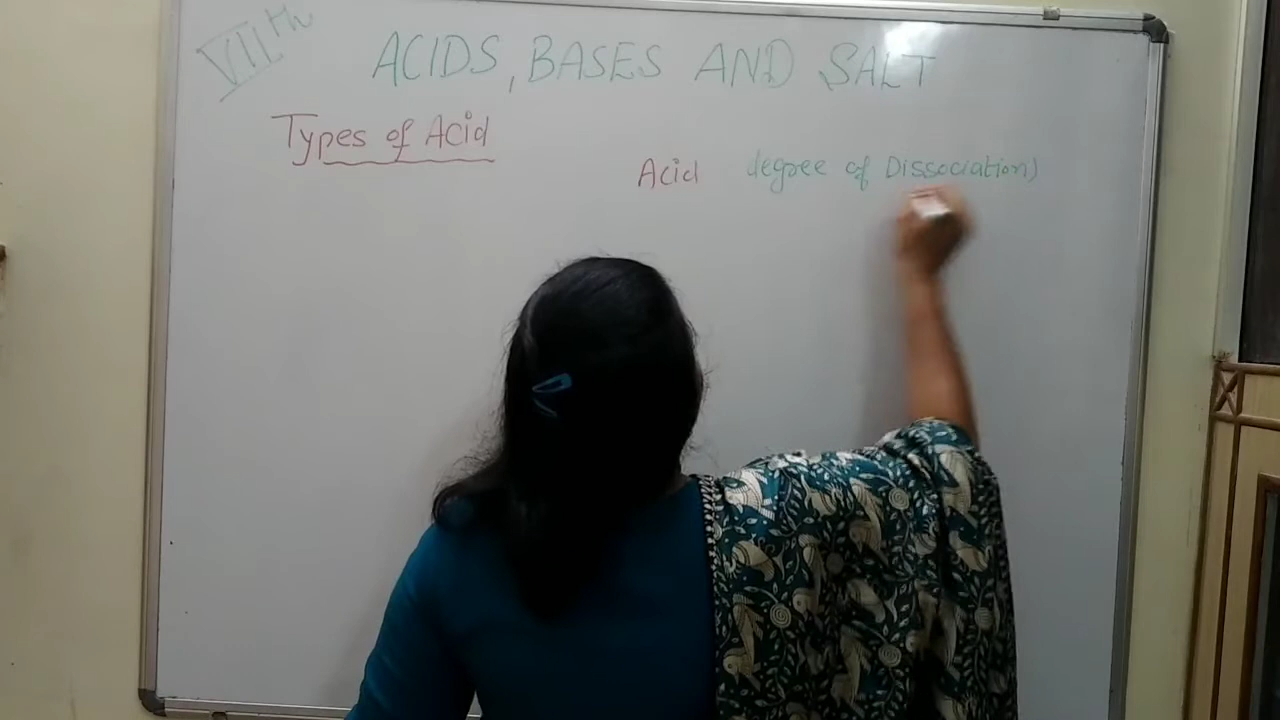 VIIth
ACIDS, BASES AND SALT
Types of Acid
Acid degree of Dissociation)